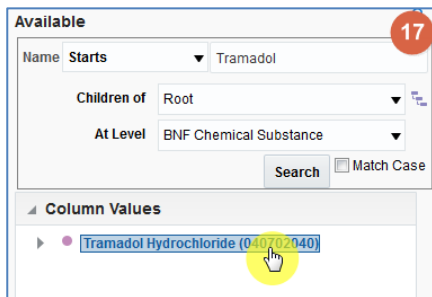 Available
17
Name Starts Tramadol
Children of Root
At Level BNF Chemical Substance
Search Match Case
Column Values
Tramadol Hydrochloride (040702040)